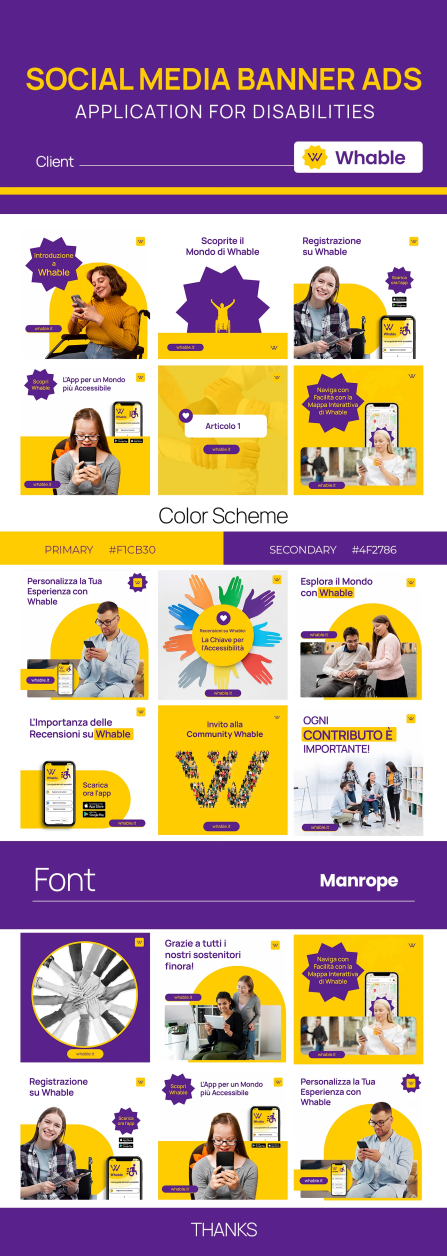 SOCIAL MEDIA BANNER ADS
APPLICATION FOR DISABILITIES
Client
Whable
Introduzione
a
Whable
whable.it
Scoprite il
Mondo di Whable
whable.it
Registrazione
su Whable
Scarica
ora l'app
Scopri
Whable
L'App per un Mondo
più Accessibile
whable.it
Articolo 1
whable.it
Naviga con
Facilità con la
Mappa Interattiva
di Whable
whable.it
Color Scheme
PRIMARY #F1CB30
SECONDARY #4F2786
Personalizza la Tua
Esperienza con
Whable
whable.it
Recensioni su Whable:
La Chiave per
l'Accessibilità
whable.it
Esplora il Mondo
con Whable
whable.it
L'Importanza delle
Recensioni su Whable
Scarica
ora l'app
App Store
Google Play
whable.it
Invito alla
Community Whable
whable.it
OGNI
CONTRIBUTO È
IMPORTANTE!
whable.it
Font
Manrope
whable.it
Grazie a tutti i
nostri sostenitori
finora!
whable.it
Naviga con
Facilità con la
Mappa Interattiva
di Whable
whable.it
Registrazione
su Whable
Scarica
ora l'app
Scopri
Whable
L'App per un Mondo
più Accessibile
whable.it
Personalizza la Tua
Esperienza con
Whable
whable.it
THANKS